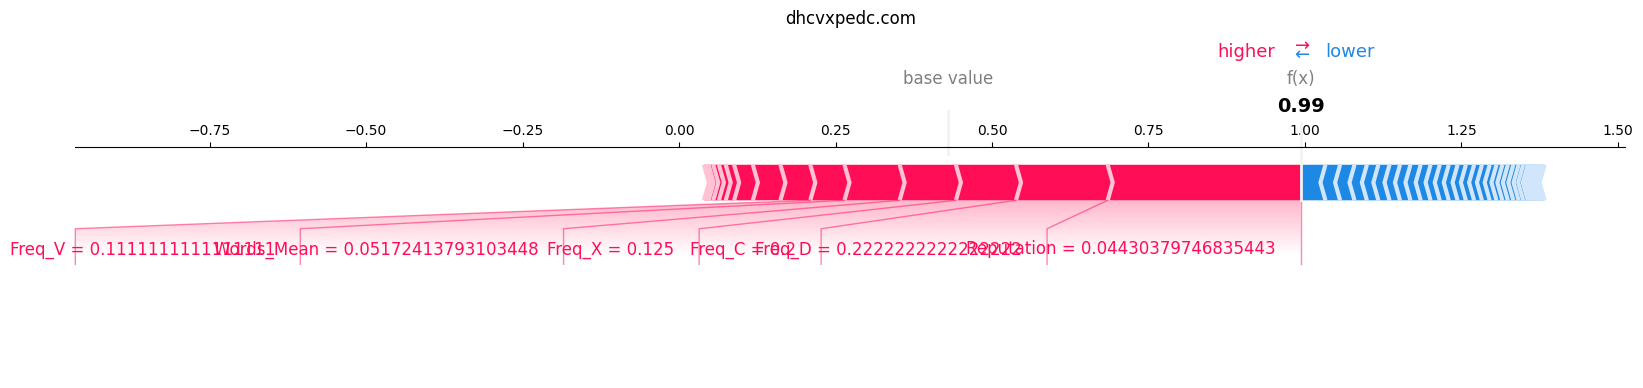 dhcvxpedc.com
higher ⇄ lower
base value f(x)
0.99
−0.75 −0.50 −0.25 0.00 0.25 0.50 0.75 1.00 1.25 1.50
Freq_V = 0.1111111111111111 Words_Mean = 0.05172413793103448 Freq_X = 0.125 Freq_C = 0.2 Freq_D = 0.2222222222222222 Reputation = 0.04430379746835443